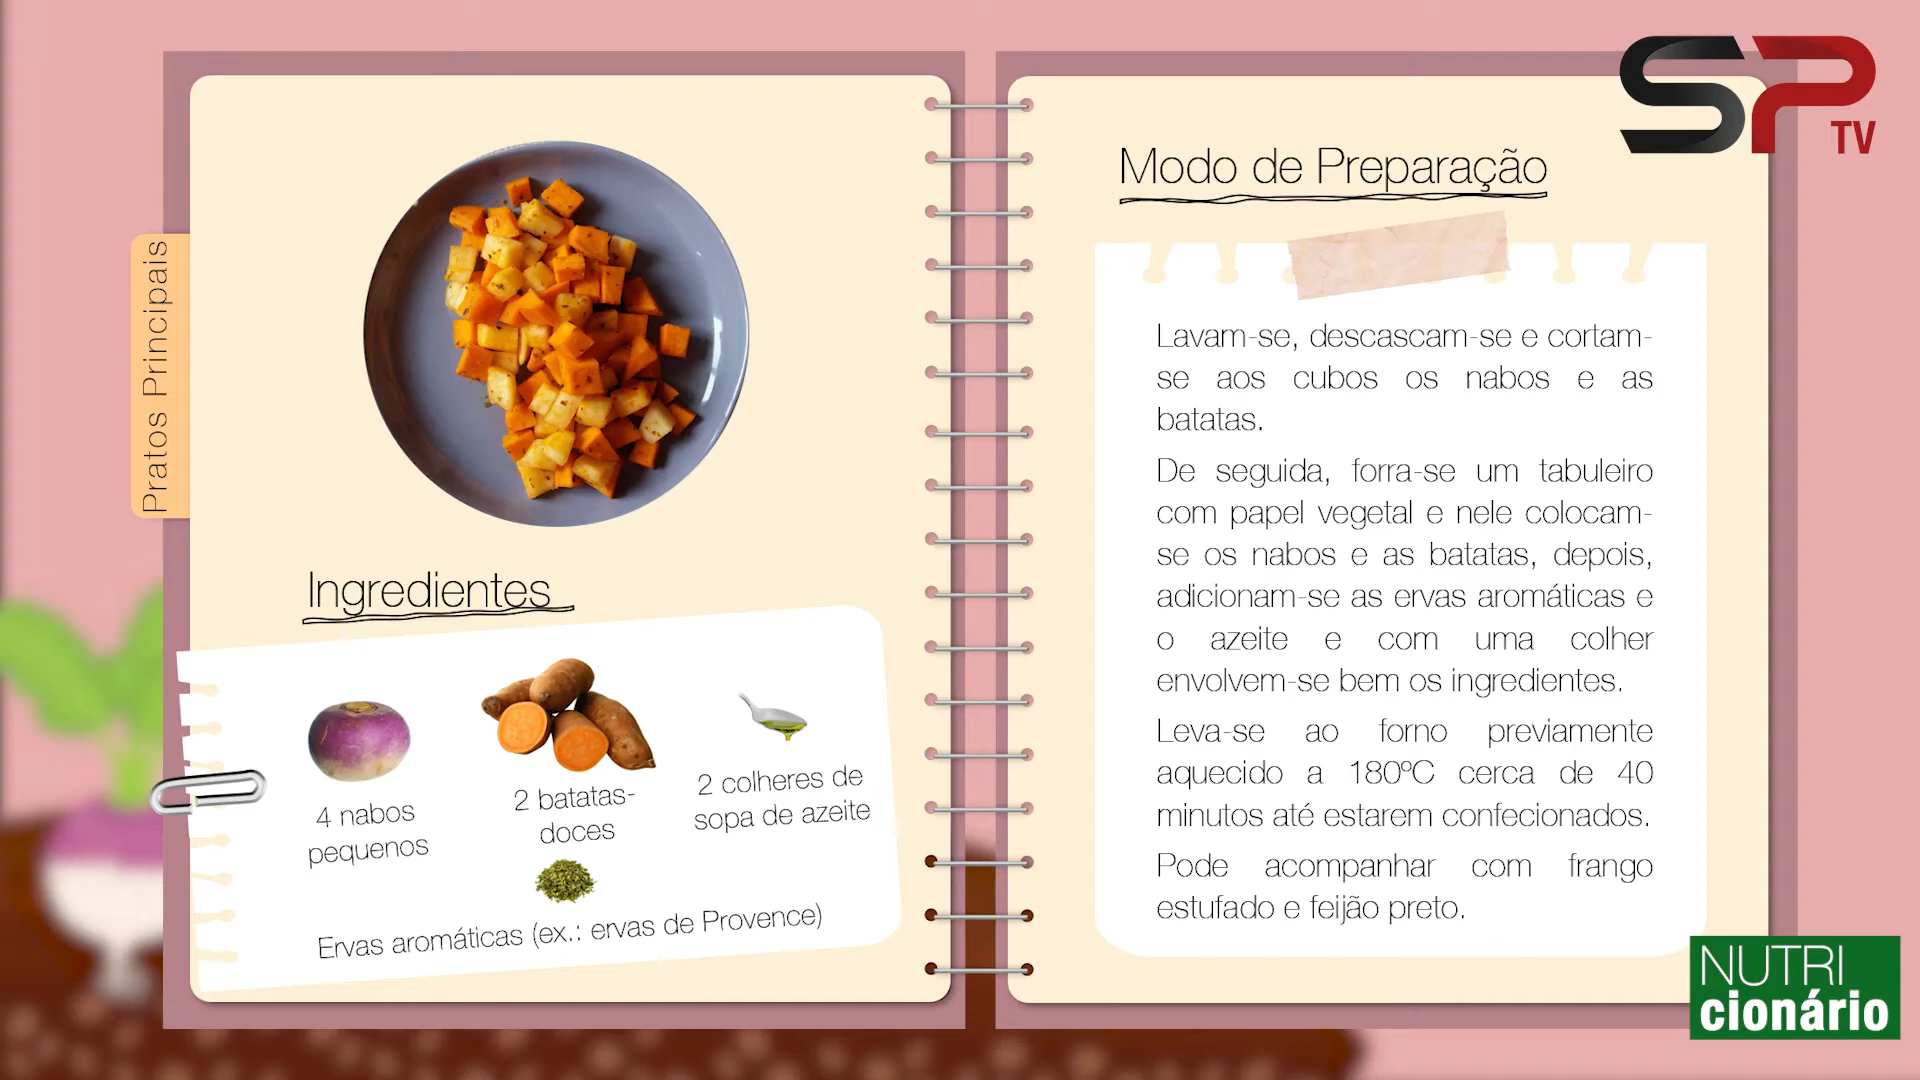 Pratos Principais
Ingredientes
4 nabos
pequenos
2 batatas-
doces
2 colheres de
sopa de azeite
Ervas aromáticas (ex.: ervas de Provence)
SP
TV
Modo de Preparação
Lavam-se, descascam-se e cortam-
se aos cubos os nabos e as
batatas.
De seguida, forra-se um tabuleiro
com papel vegetal e nele colocam-
se os nabos e as batatas, depois,
adicionam-se as ervas aromáticas e
o azeite e com uma colher
envolvem-se bem os ingredientes.
Leva-se ao forno previamente
aquecido a 180ºC cerca de 40
minutos até estarem confecionados.
Pode acompanhar com frango
estufado e feijão preto.
NUTRI
cionário